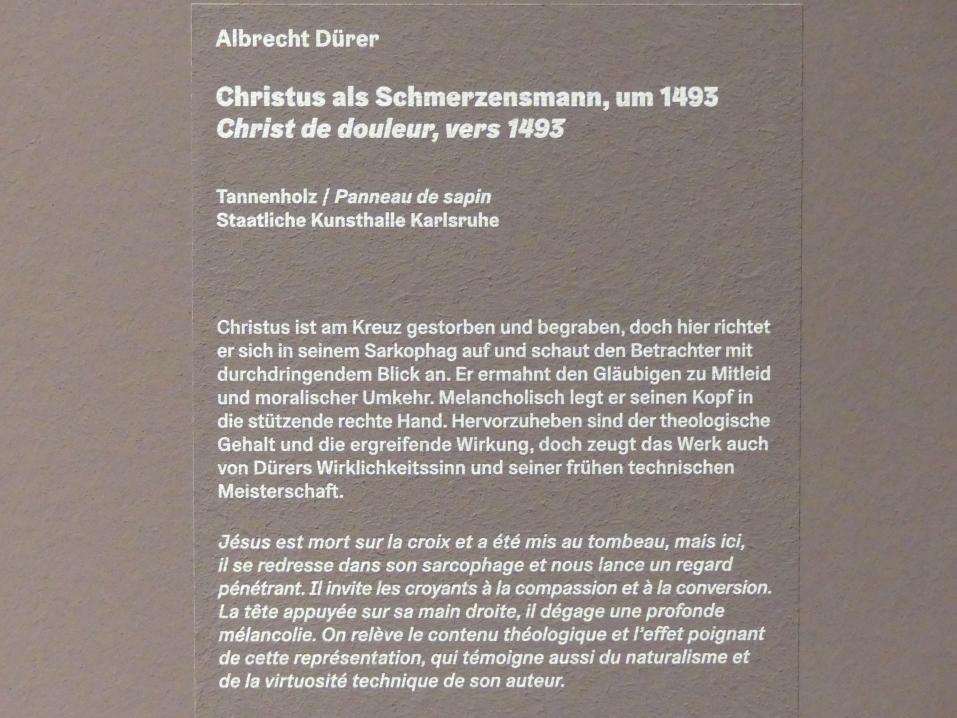 Albrecht Dürer
Christus als Schmerzensmann, um 1493
Christ de douleur, vers 1493
Tannenholz / Panneau de sapin
Staatliche Kunsthalle Karlsruhe
Christus ist am Kreuz gestorben und begraben, doch hier richtet
er sich in seinem Sarkophag auf und schaut den Betrachter mit
durchdringendem Blick an. Er ermahnt den Gläubigen zu Mitleid
und moralischer Umkehr. Melancholisch legt er seinen Kopf in
die stützende rechte Hand. Hervorzuheben sind der theologische
Gehalt und die ergreifende Wirkung, doch zeugt das Werk auch
von Dürers Wirklichkeitssinn und seiner frühen technischen
Meisterschaft.
Jésus est mort sur la croix et a été mis au tombeau, mais ici,
il se redresse dans son sarcophage et nous lance un regard
pénétrant. Il invite les croyants à la compassion et à la conversion.
La tête appuyée sur sa main droite, il dégage une profonde
mélancolie. On relève le contenu théologique et l'effet poignant
de cette représentation, qui témoigne aussi du naturalisme et
de la virtuosité technique de son auteur.